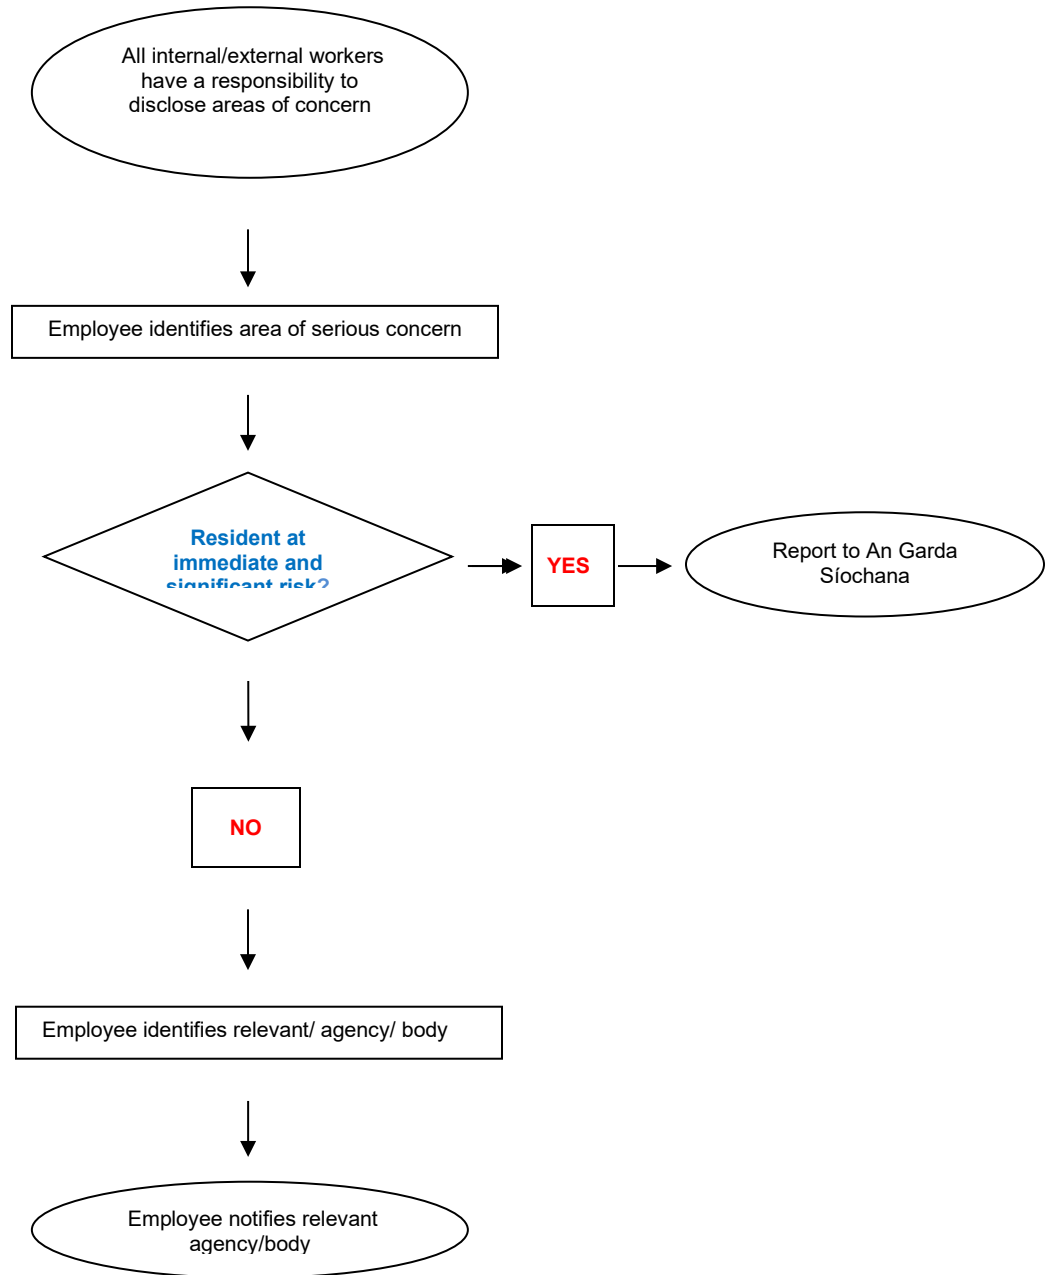 All internal/external workers
have a responsibility to
disclose areas of concern
Employee identifies area of serious concern
Resident at
immediate and
significant risk?
YES
Report to An Garda
Síochana
NO
Employee identifies relevant/ agency/ body
Employee notifies relevant
agency/body